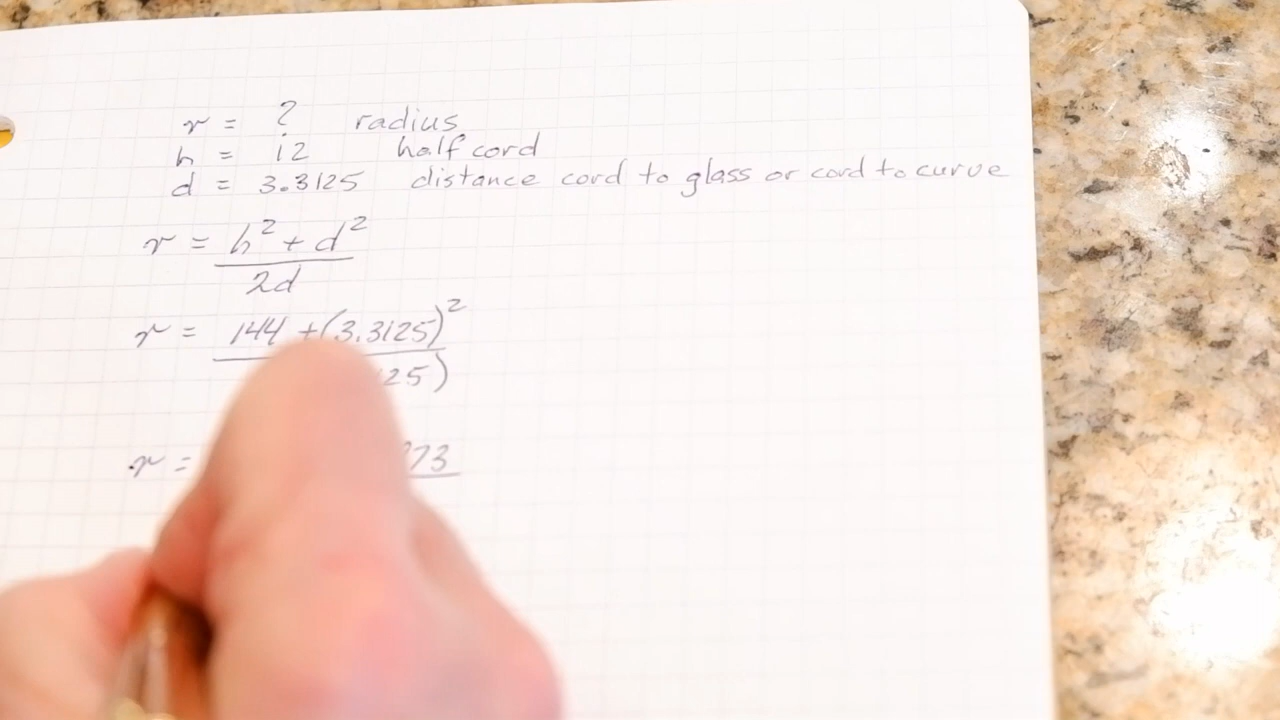 r = ? radius
h = 12 half cord
d = 3.3125 distance cord to glass or cord to curve
r = h² + d²
2d
r = 144 + (3.3125)²
25)
r = 73